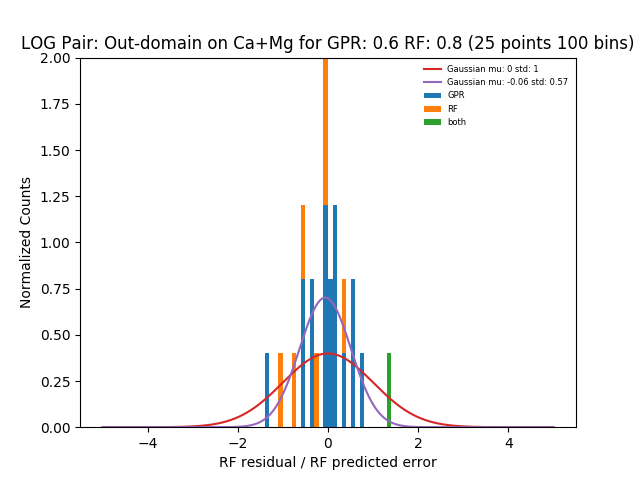 LOG Pair: Out-domain on Ca+Mg for GPR: 0.6 RF: 0.8 (25 points 100 bins)
Gaussian mu: 0 std: 1
Gaussian mu: -0.06 std: 0.57
GPR
RF
both
Normalized Counts
2.00
1.75
1.50
1.25
1.00
0.75
0.50
0.25
0.00
−4
−2
0
2
4
RF residual / RF predicted error